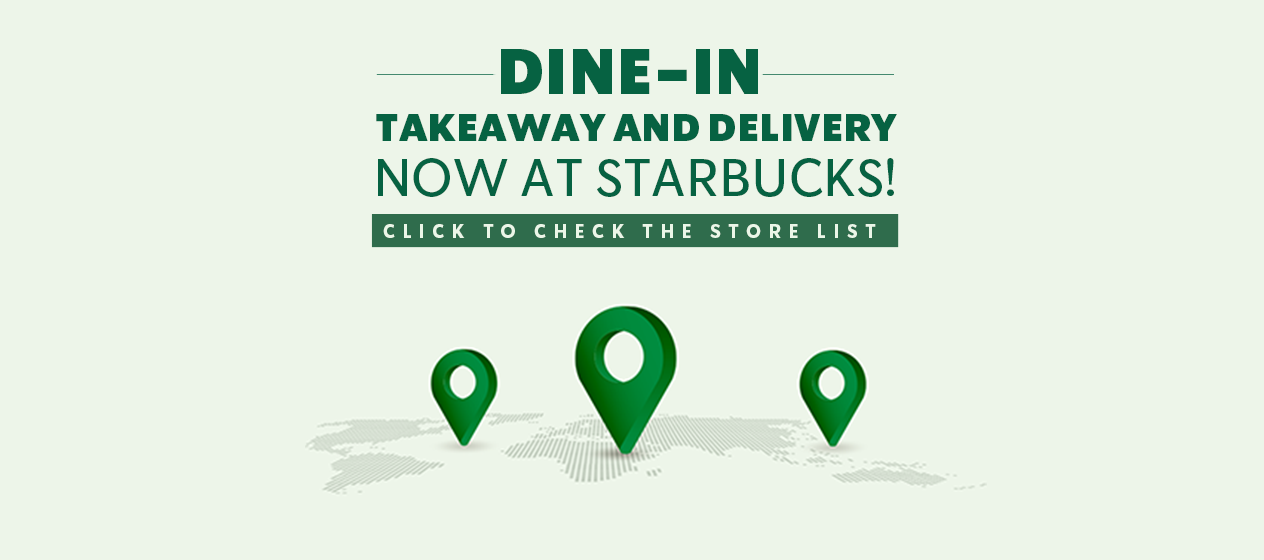 DINE-IN
TAKEAWAY AND DELIVERY
NOW AT STARBUCKS!
CLICK TO CHECK THE STORE LIST